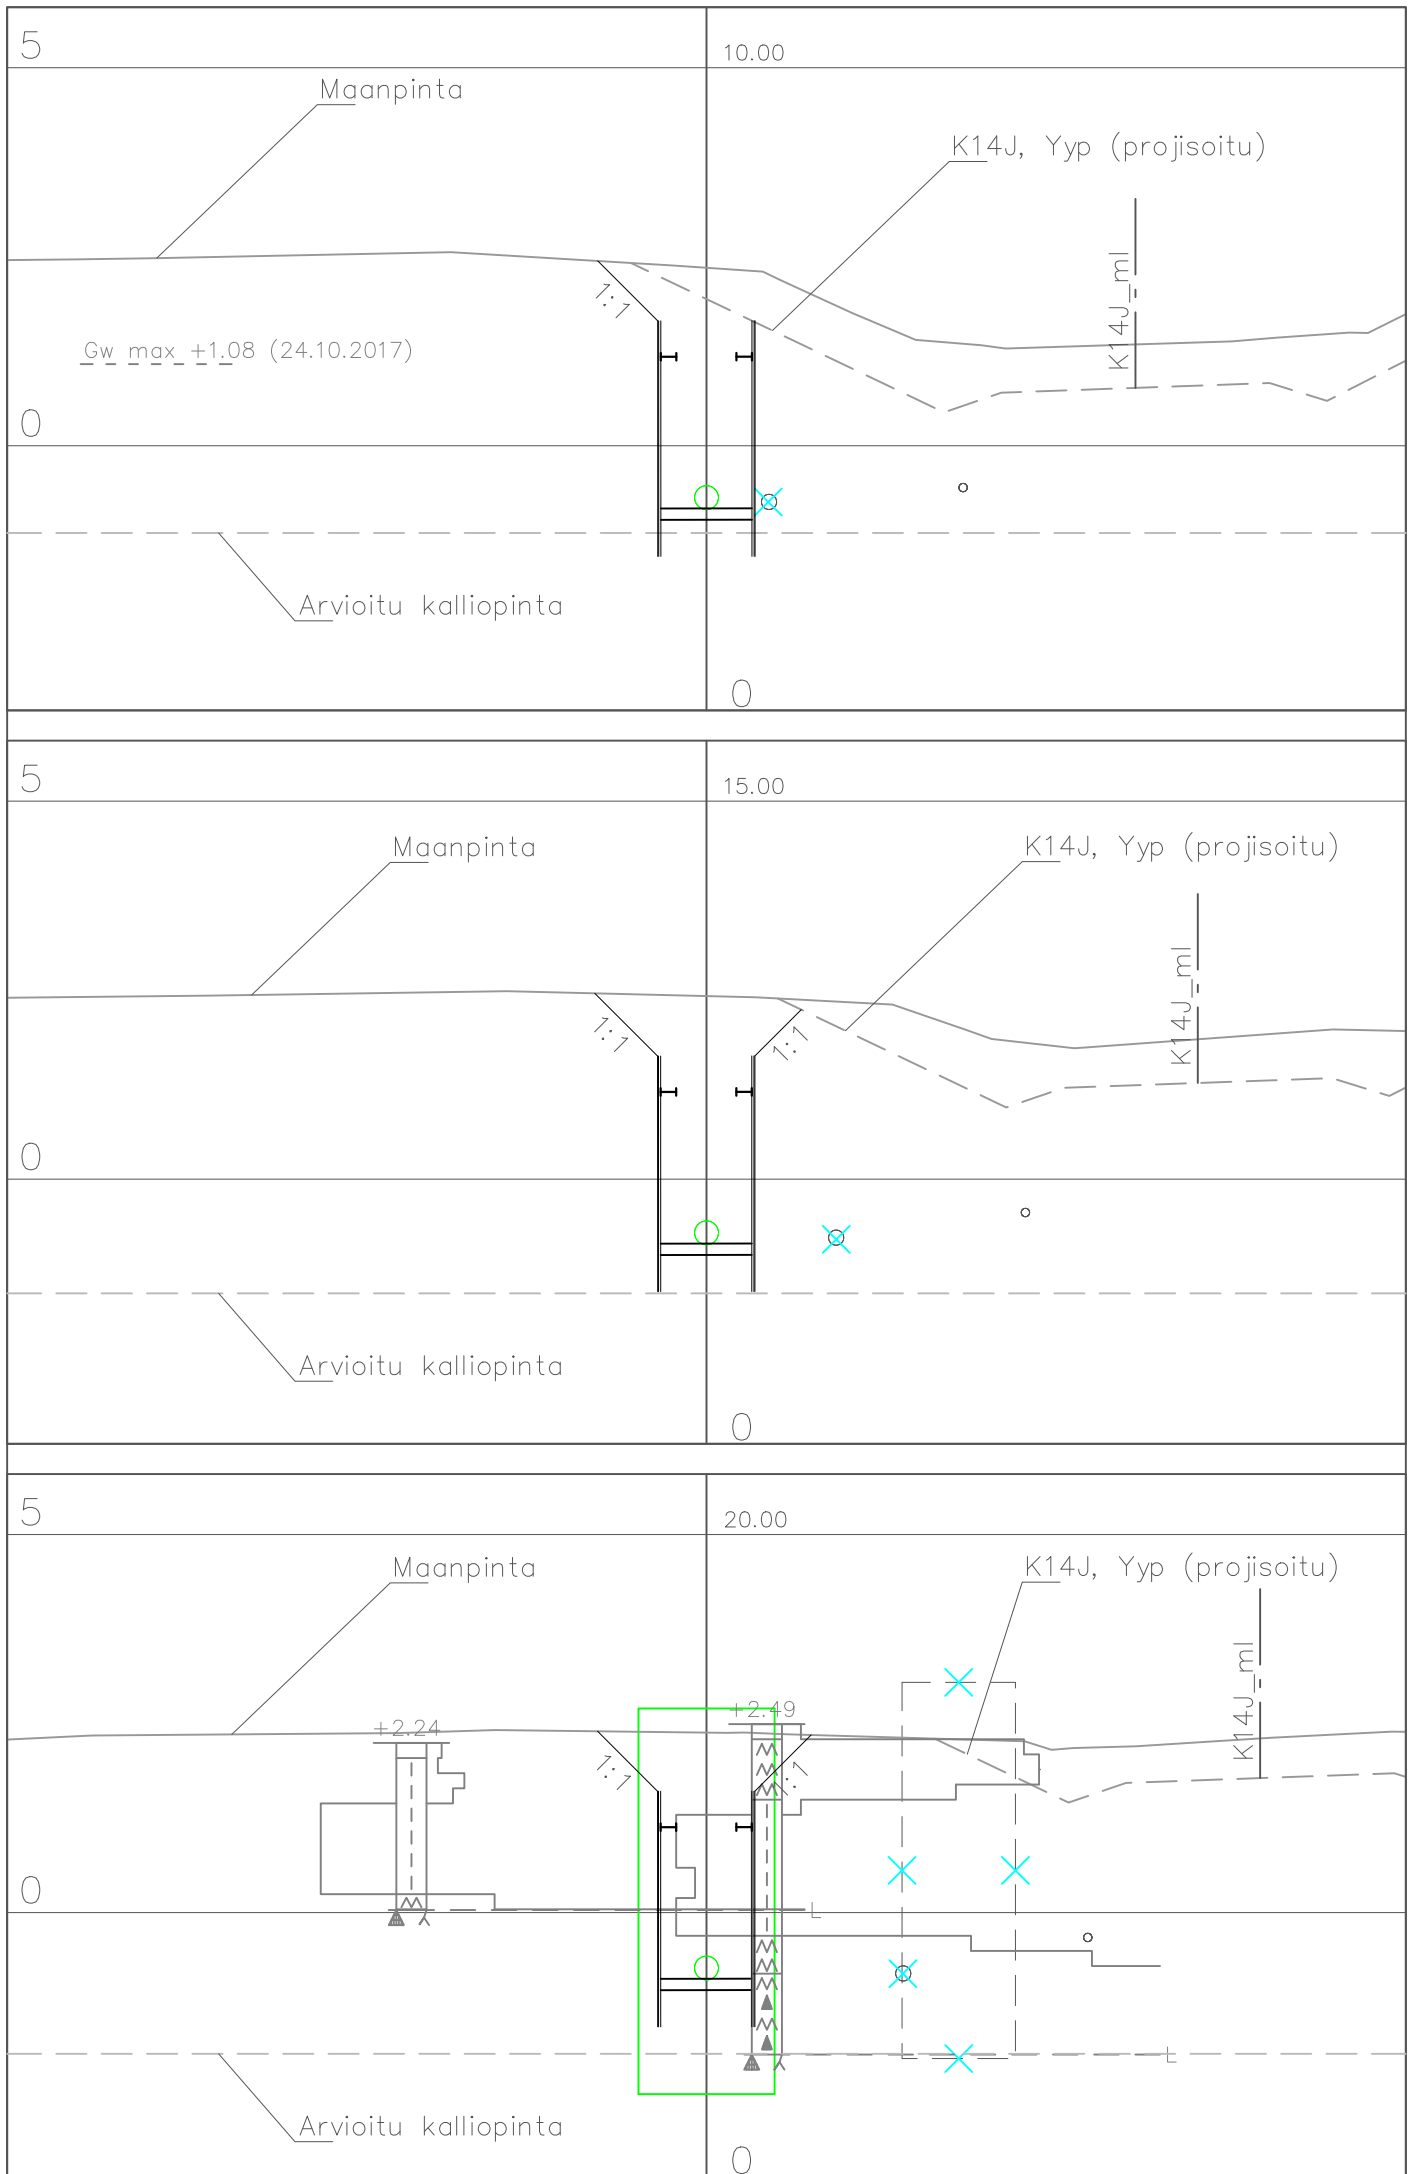 5
10.00
Maanpinta
K14J, Yyp (projisoitu)
K14J_ml
1:1
Gw max +1.08 (24.10.2017)
0
Arvioitu kalliopinta
0
5
15.00
Maanpinta
K14J, Yyp (projisoitu)
K14J_ml
1:1
1:1
0
Arvioitu kalliopinta
0
5
20.00
Maanpinta
K14J, Yyp (projisoitu)
K14J_ml
+2.24
+2.49
1:1
1:1
0
L
L
Arvioitu kalliopinta
0